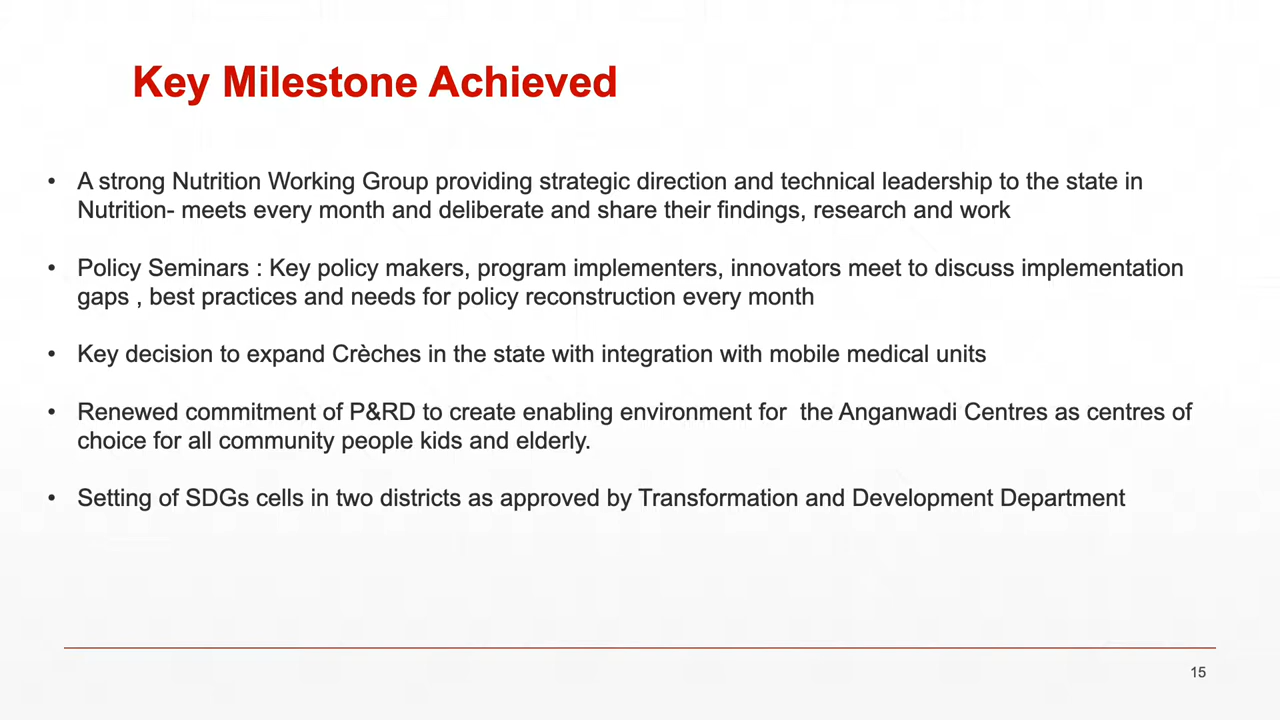 Key Milestone Achieved
• A strong Nutrition Working Group providing strategic direction and technical leadership to the state in
Nutrition- meets every month and deliberate and share their findings, research and work
• Policy Seminars : Key policy makers, program implementers, innovators meet to discuss implementation
gaps , best practices and needs for policy reconstruction every month
• Key decision to expand Crèches in the state with integration with mobile medical units
• Renewed commitment of P&RD to create enabling environment for  the Anganwadi Centres as centres of
choice for all community people kids and elderly.
• Setting of SDGs cells in two districts as approved by Transformation and Development Department
15